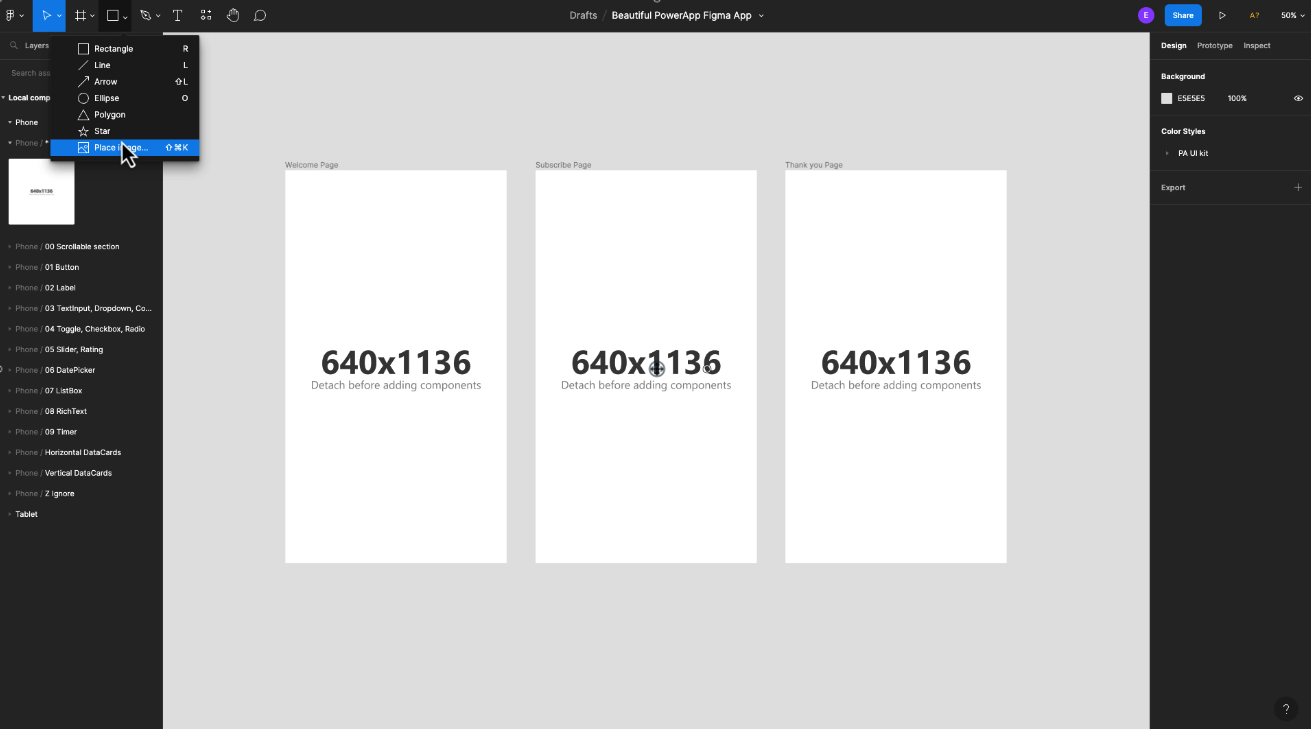 Drafts / Beautiful PowerApp Figma App
E
Share
A?
50%
Rectangle R
Line L
Arrow ⇧L
Ellipse O
Polygon
Star
Place image... ⇧⌘K
Layers
Search ass
Local comp
Phone
Phone / *
640x1136
Phone / 00 Scrollable section
Phone / 01 Button
Phone / 02 Label
Phone / 03 TextInput, Dropdown, Co...
Phone / 04 Toggle, Checkbox, Radio
Phone / 05 Slider, Rating
Phone / 06 DatePicker
Phone / 07 ListBox
Phone / 08 RichText
Phone / 09 Timer
Phone / Horizontal DataCards
Phone / Vertical DataCards
Phone / Z Ignore
Tablet
Welcome Page
640x1136
Detach before adding components
Subscribe Page
640x1136
Detach before adding components
Thank you Page
640x1136
Detach before adding components
Design Prototype Inspect
Background
E5E5E5 100%
Color Styles
PA UI kit
Export
?